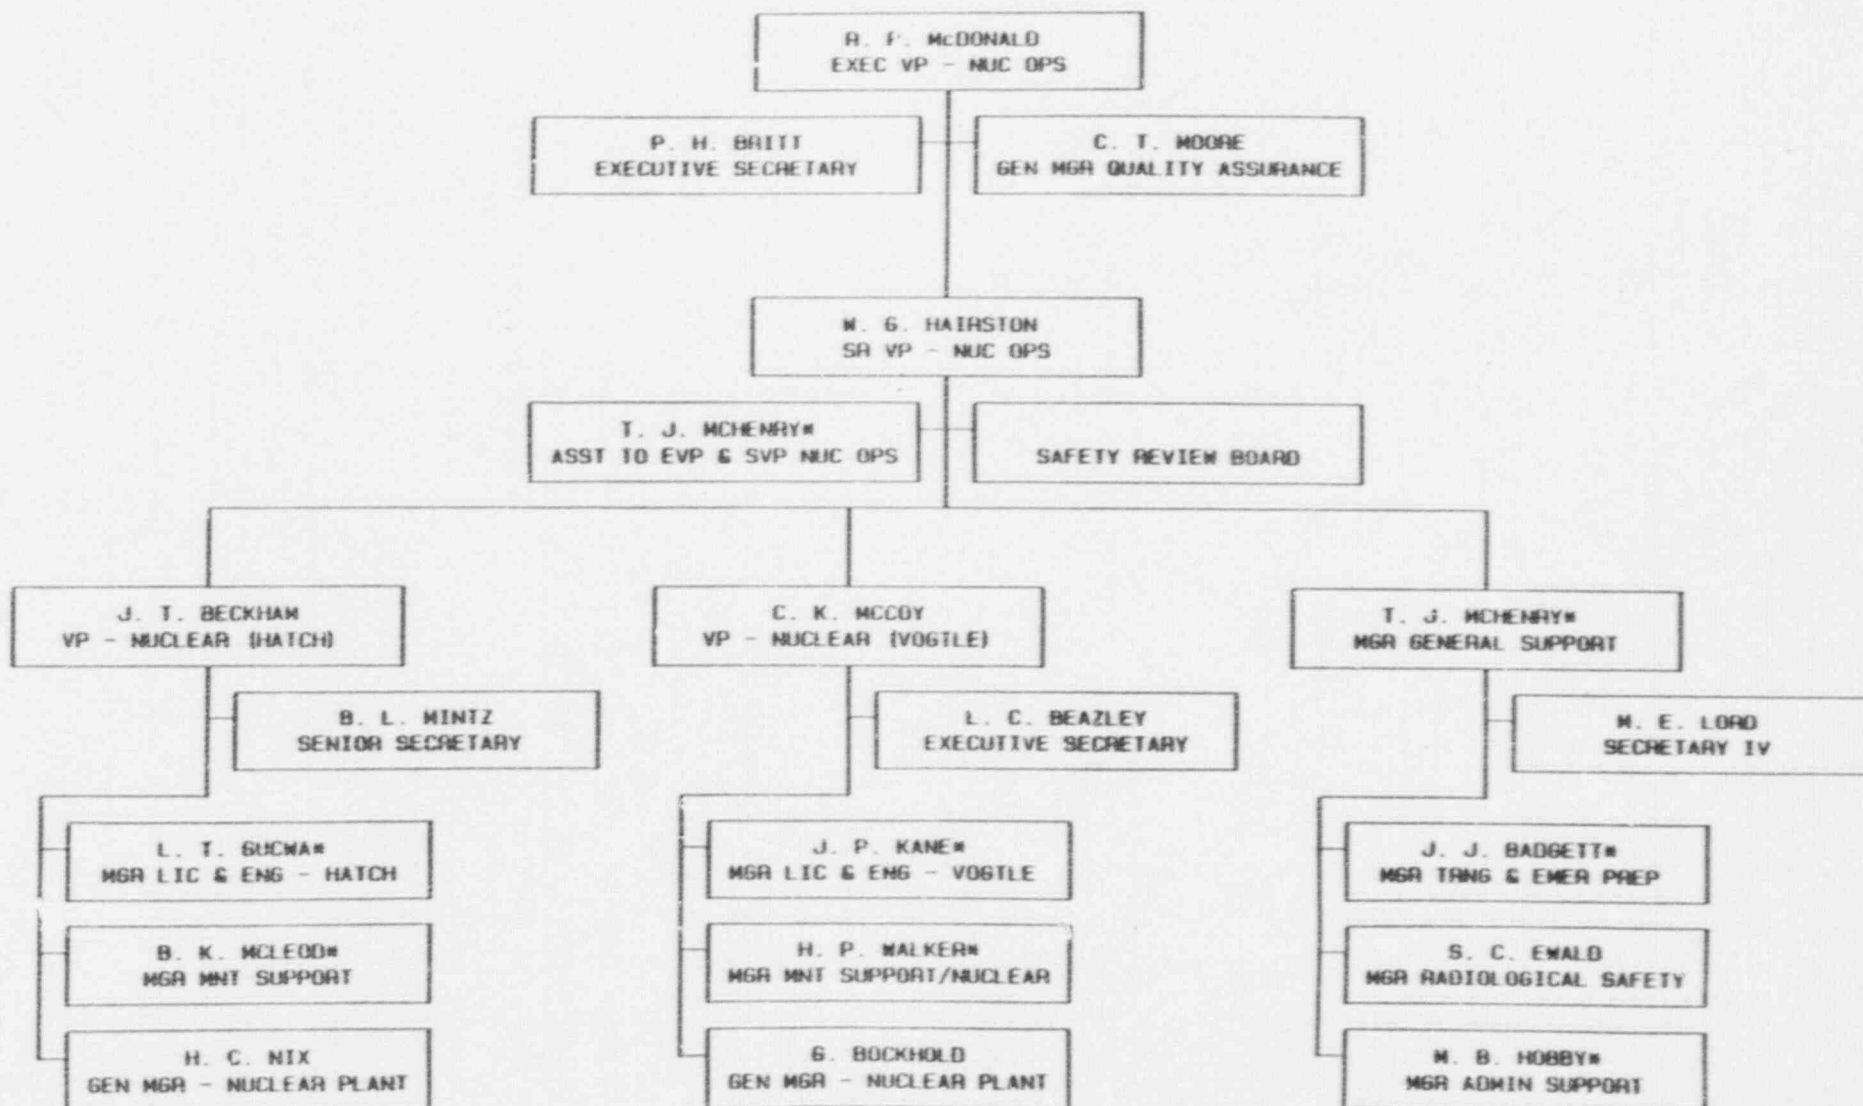 R. P. McDONALD
EXEC VP - NUC OPS
P. H. BRITT
EXECUTIVE SECRETARY
C. T. MOORE
GEN MGR QUALITY ASSURANCE
W. G. HAIRSTON
SR VP - NUC OPS
T. J. MCHENRY*
ASST TO EVP & SVP NUC OPS
SAFETY REVIEW BOARD
J. T. BECKHAM
VP - NUCLEAR (HATCH)
C. K. MCCOY
VP - NUCLEAR (VOGTLE)
T. J. MCHENRY*
MGR GENERAL SUPPORT
B. L. MINTZ
SENIOR SECRETARY
L. C. BEAZLEY
EXECUTIVE SECRETARY
M. E. LORD
SECRETARY IV
L. T. GUCWA*
MGR LIC & ENG - HATCH
J. P. KANE*
MGR LIC & ENG - VOGTLE
J. J. BADGETT*
MGR TRNG & EMER PREP
B. K. MCLEOD*
MGR MNT SUPPORT
H. P. WALKER*
MGR MNT SUPPORT/NUCLEAR
S. C. EWALD
MGR RADIOLOGICAL SAFETY
H. C. NIX
GEN MGR - NUCLEAR PLANT
G. BOCKHOLD
GEN MGR - NUCLEAR PLANT
M. B. HOBBY*
MGR ADMIN SUPPORT